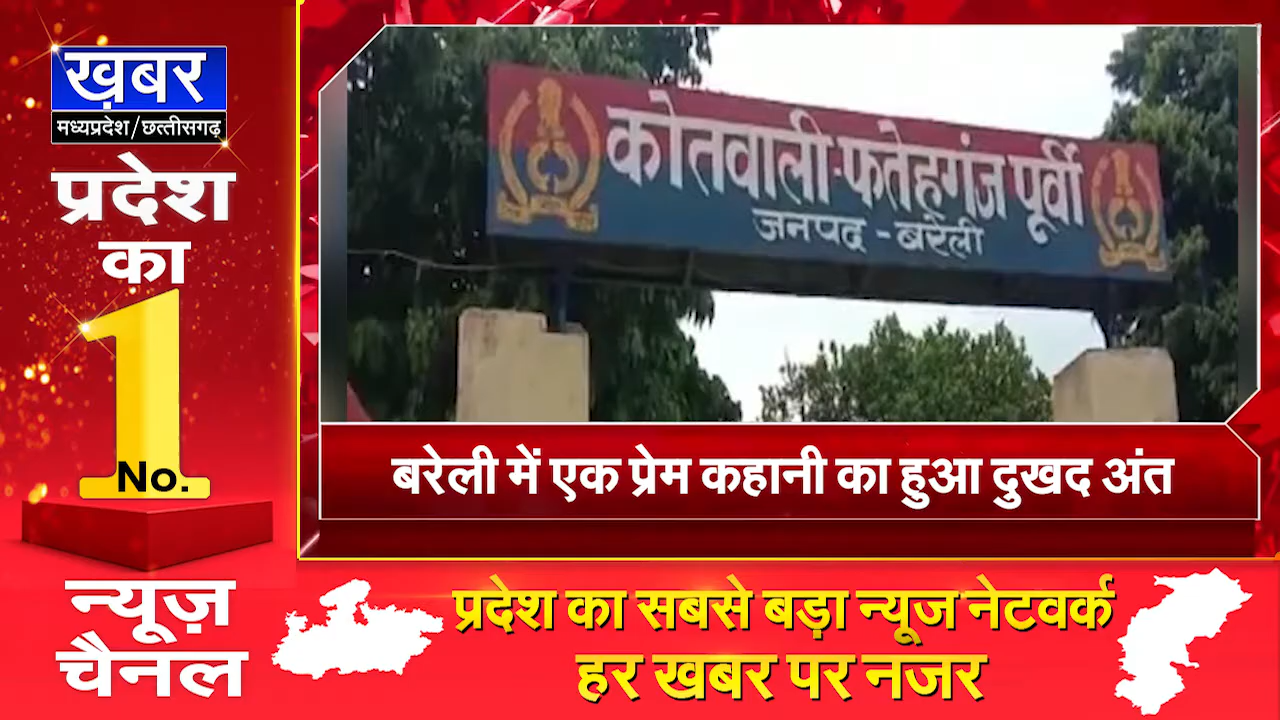 ख़बर
मध्यप्रदेश/छत्तीसगढ़
प्रदेश
का
1
No.
न्यूज़
चैनल
कोतवाली-फतेहगंज पूर्वी
जनपद - बरेली
बरेली में एक प्रेम कहानी का हुआ दुखद अंत
प्रदेश का सबसे बड़ा न्यूज नेटवर्क
हर खबर पर नजर